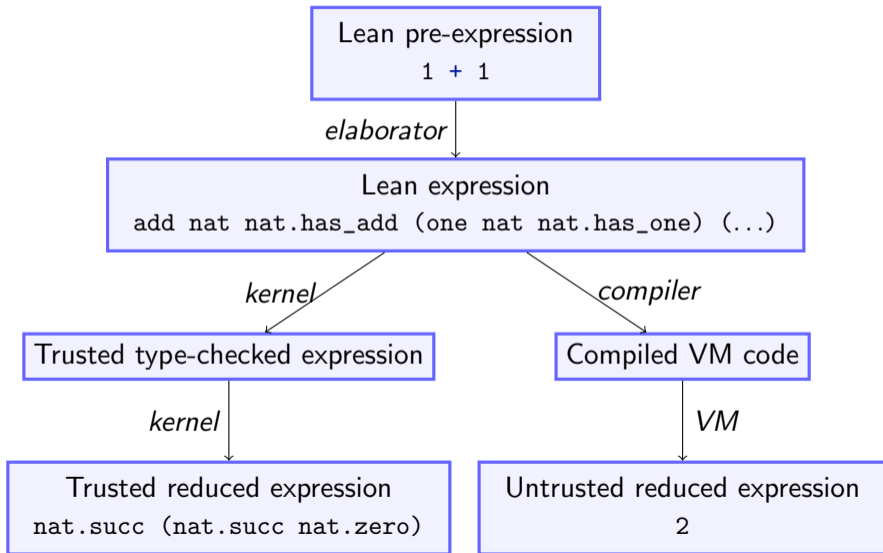 Lean pre-expression
1 + 1
elaborator
Lean expression
add nat nat.has_add (one nat nat.has_one) (...)
kernel
compiler
Trusted type-checked expression
Compiled VM code
kernel
VM
Trusted reduced expression
nat.succ (nat.succ nat.zero)
Untrusted reduced expression
2